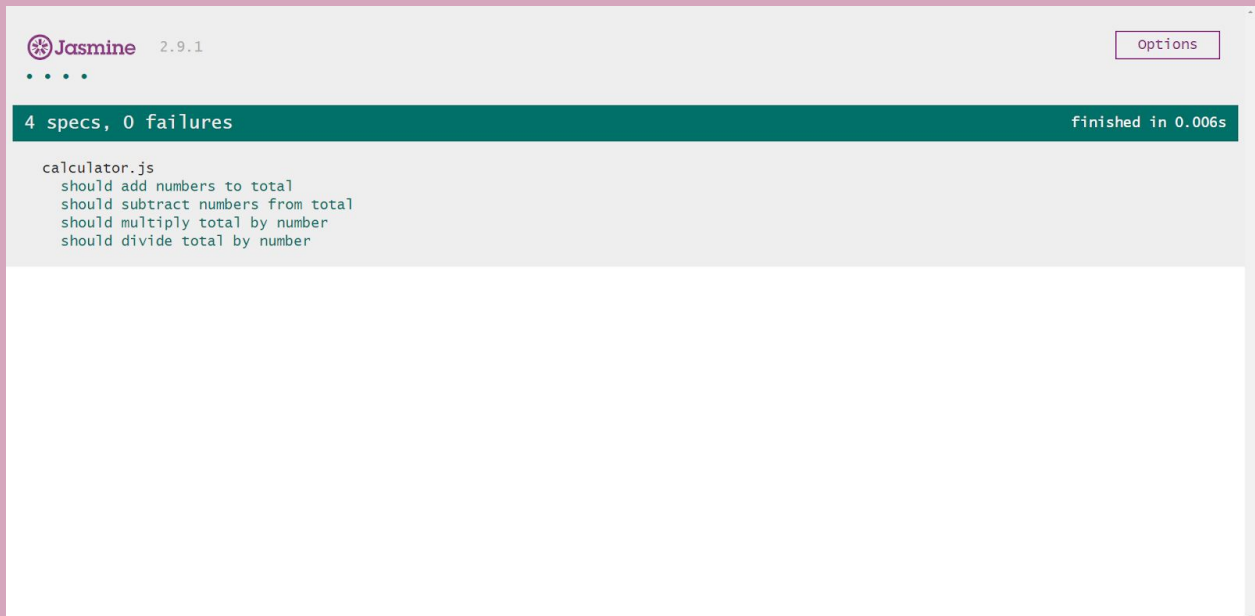 Jasmine 2.9.1
Options
• • • •
4 specs, 0 failures
finished in 0.006s
calculator.js
should add numbers to total
should subtract numbers from total
should multiply total by number
should divide total by number